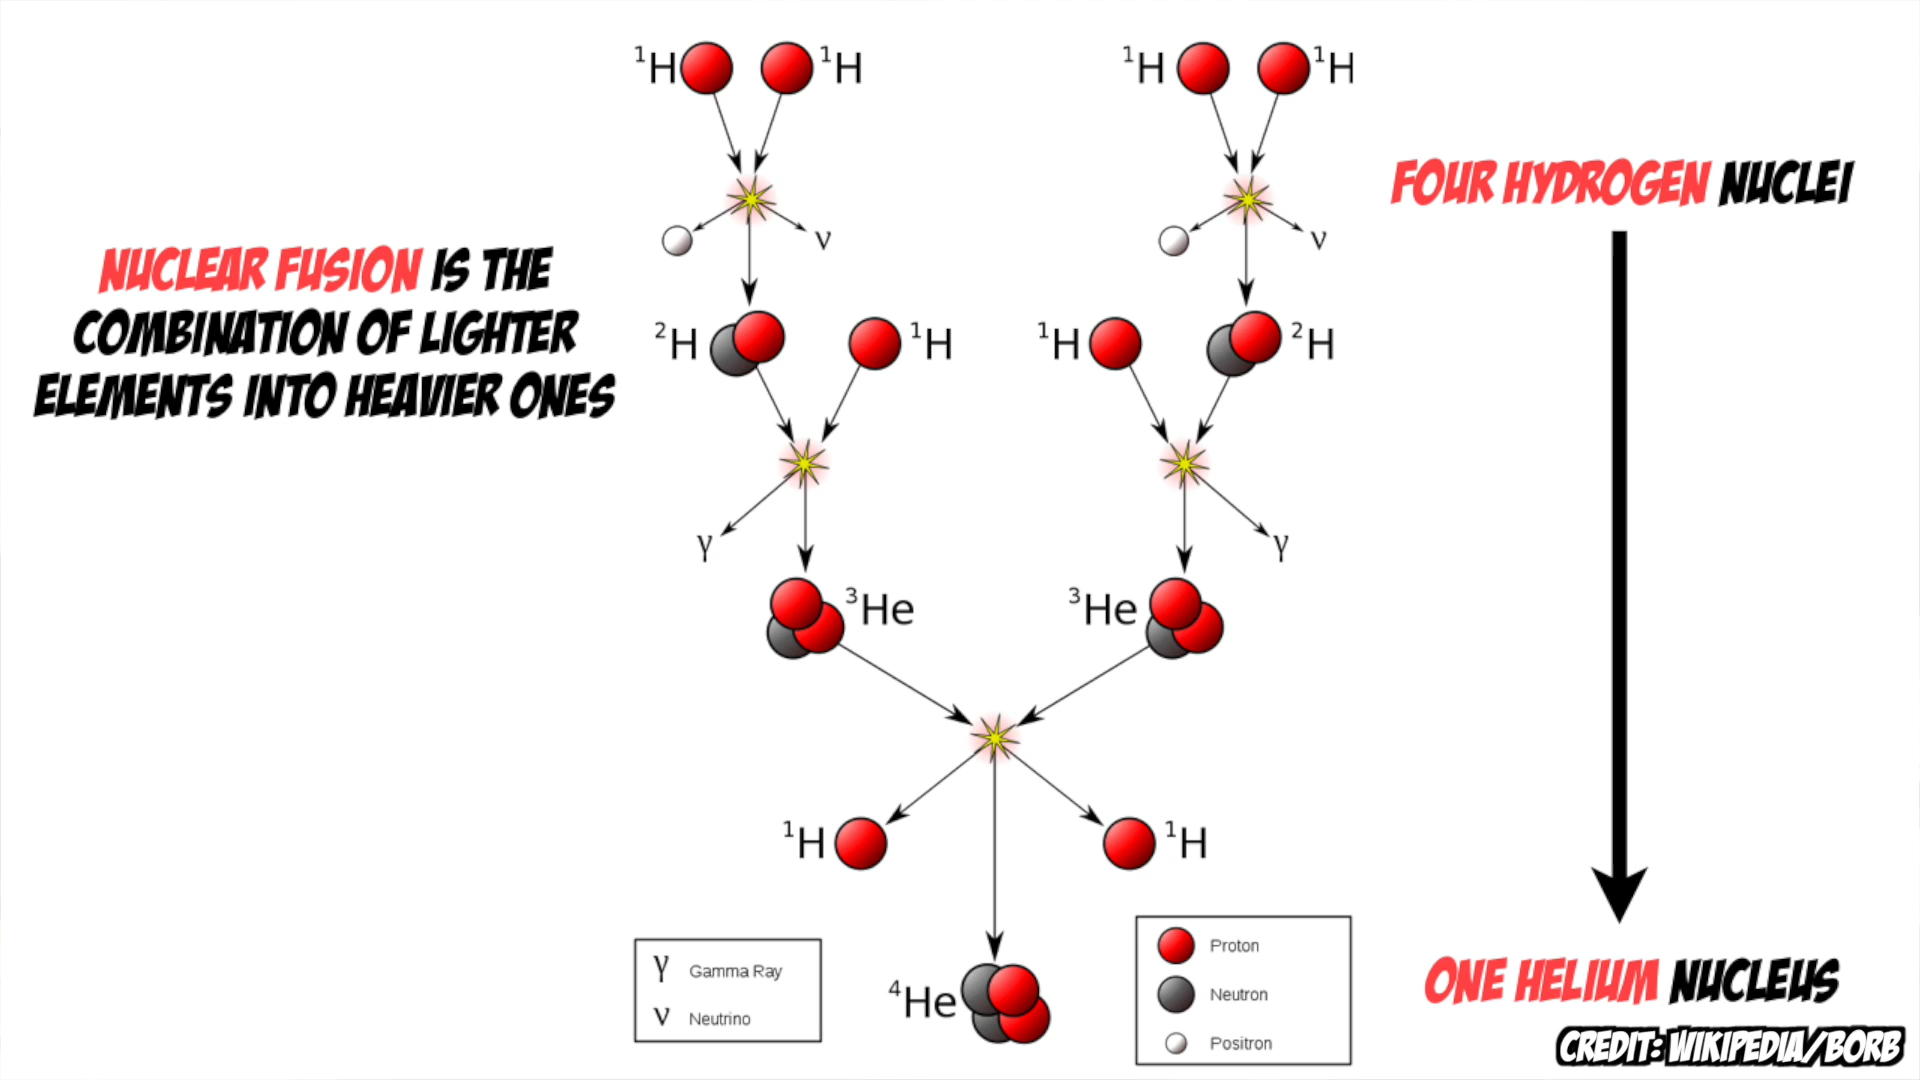 ¹H ¹H ¹H ¹H
FOUR HYDROGEN NUCLEI
ν ν
NUCLEAR FUSION IS THE
COMBINATION OF LIGHTER
ELEMENTS INTO HEAVIER ONES
²H ¹H ¹H ²H
γ γ
³He ³He
¹H ¹H
γ Gamma Ray
ν Neutrino
⁴He
Proton
Neutron
Positron
ONE HELIUM NUCLEUS
CREDIT: WIKIPEDIA/BORB